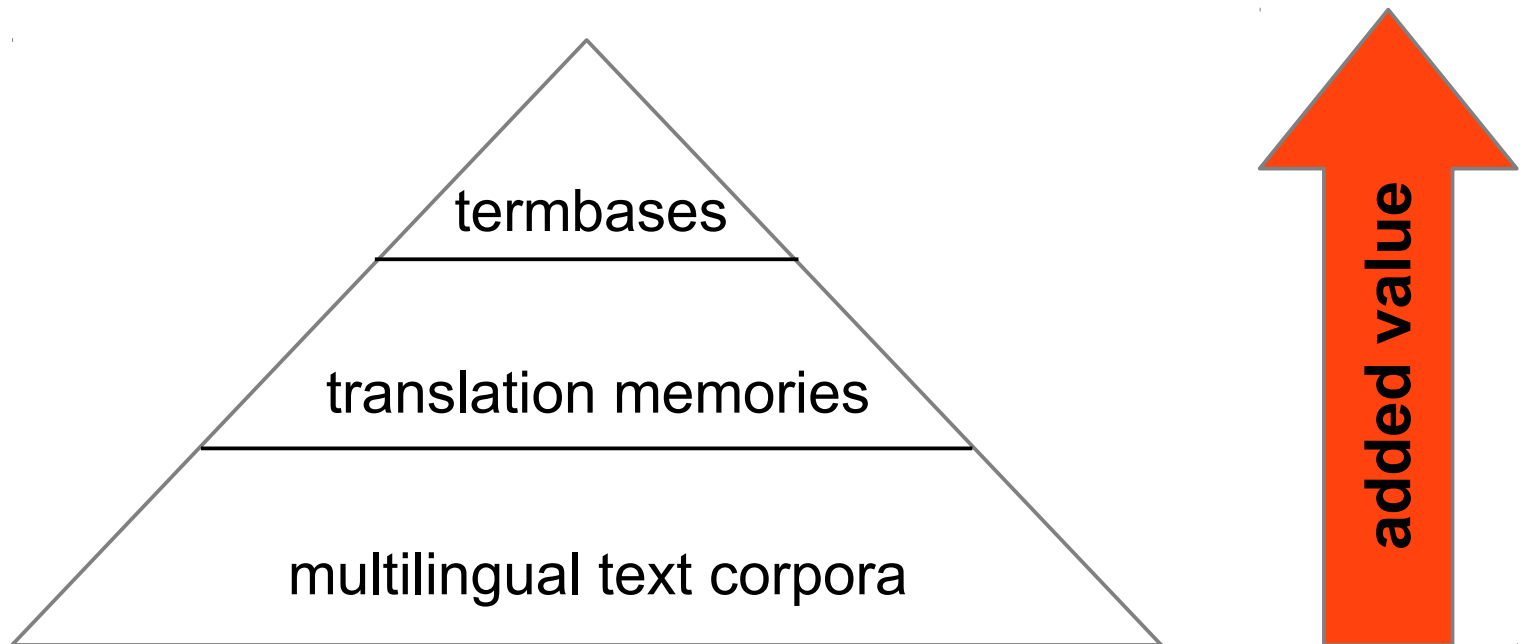 termbases
translation memories
multilingual text corpora
added value